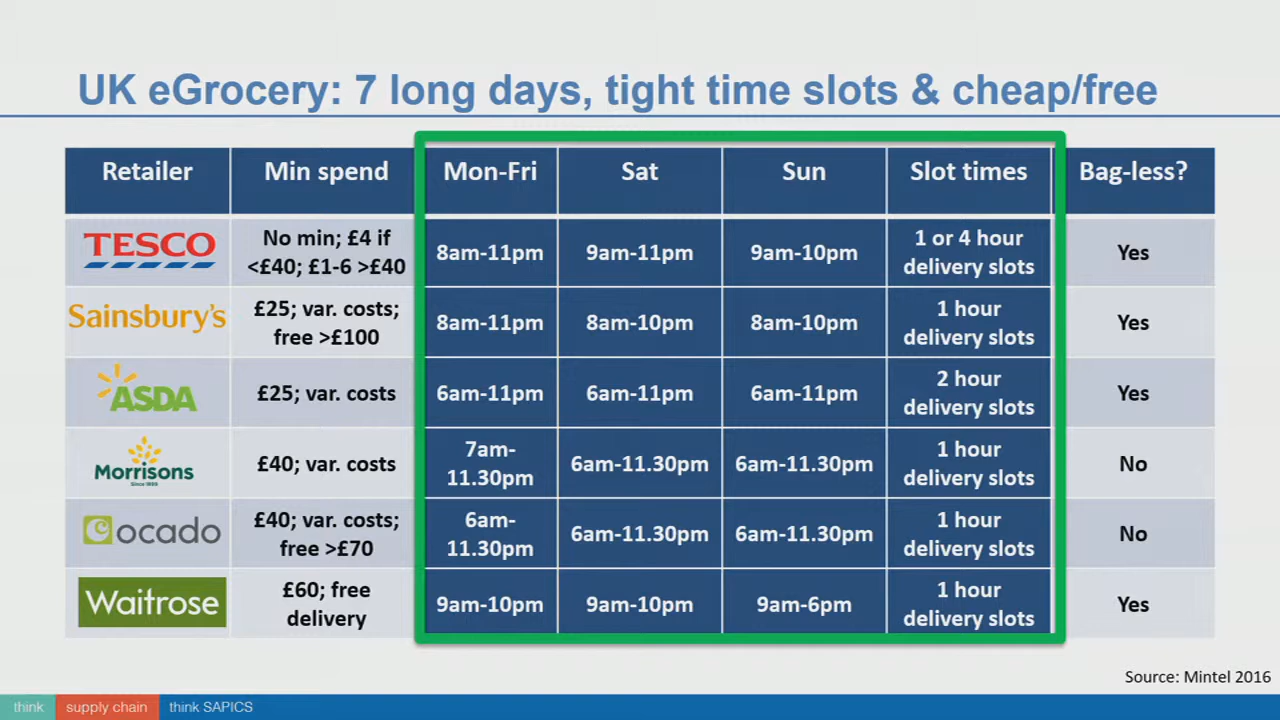 UK eGrocery: 7 long days, tight time slots & cheap/free
Retailer Min spend Mon-Fri Sat Sun Slot times Bag-less?
TESCO
No min; £4 if
<£40; £1-6 >£40
8am-11pm 9am-11pm 9am-10pm
1 or 4 hour
delivery slots
Yes
Sainsbury's
£25; var. costs;
free >£100
8am-11pm 8am-10pm 8am-10pm
1 hour
delivery slots
Yes
ASDA
£25; var. costs
6am-11pm 6am-11pm 6am-11pm
2 hour
delivery slots
Yes
Morrisons
Since 1899
£40; var. costs
7am-
11.30pm
6am-11.30pm 6am-11.30pm
1 hour
delivery slots
No
ocado
£40; var. costs;
free >£70
6am-
11.30pm
6am-11.30pm 6am-11.30pm
1 hour
delivery slots
No
Waitrose
£60; free
delivery
9am-10pm 9am-10pm 9am-6pm
1 hour
delivery slots
Yes
Source: Mintel 2016
think supply chain think SAPICS